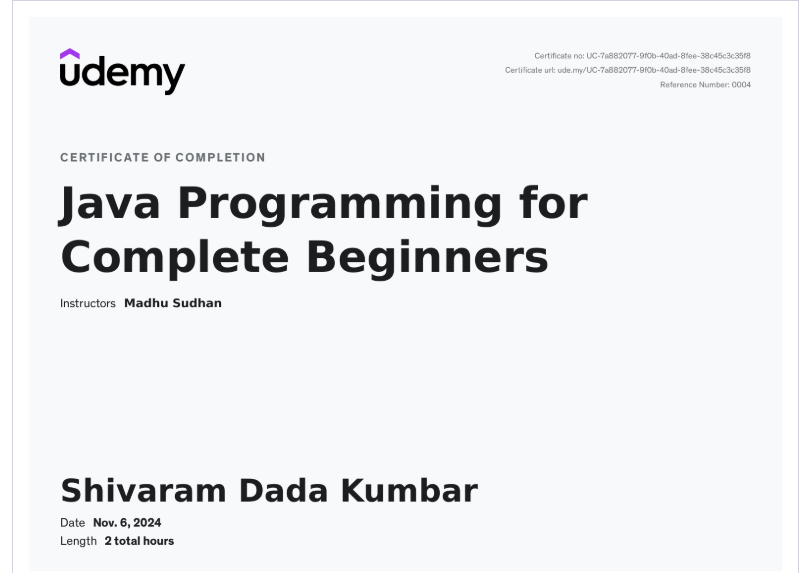 udemy
Certificate no: UC-7a882077-9f0b-40ad-8fee-38c45c3c35f8
Certificate url: ude.my/UC-7a882077-9f0b-40ad-8fee-38c45c3c35f8
Reference Number: 0004
CERTIFICATE OF COMPLETION
Java Programming for
Complete Beginners
Instructors Madhu Sudhan
Shivaram Dada Kumbar
Date Nov. 6, 2024
Length 2 total hours